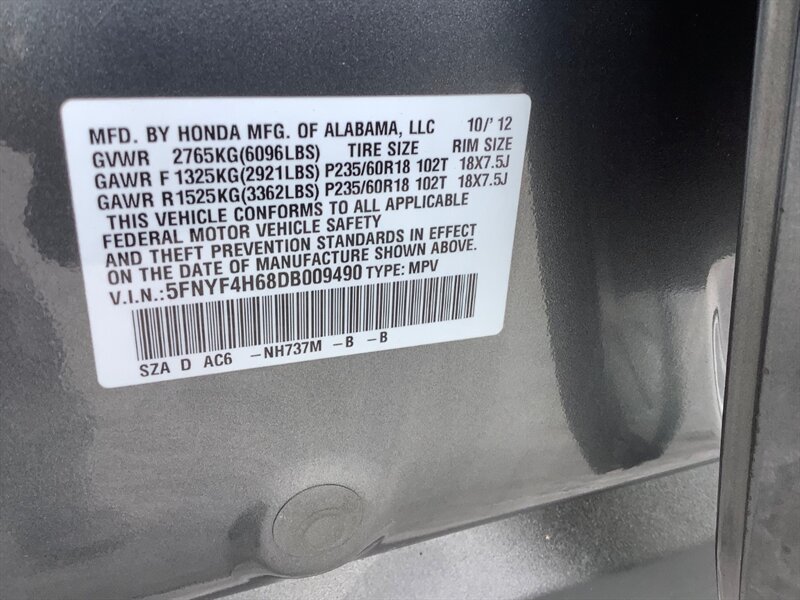 MFD. BY HONDA MFG. OF ALABAMA, LLC 10/'12
GVWR 2765KG(6096LBS) TIRE SIZE RIM SIZE
GAWR F 1325KG(2921LBS) P235/60R18 102T 18X7.5J
GAWR R1525KG(3362LBS) P235/60R18 102T 18X7.5J
THIS VEHICLE CONFORMS TO ALL APPLICABLE
FEDERAL MOTOR VEHICLE SAFETY
AND THEFT PREVENTION STANDARDS IN EFFECT
ON THE DATE OF MANUFACTURE SHOWN ABOVE.
V.I.N.:5FNYF4H68DB009490 TYPE: MPV
SZA D AC6 -NH737M -B -B